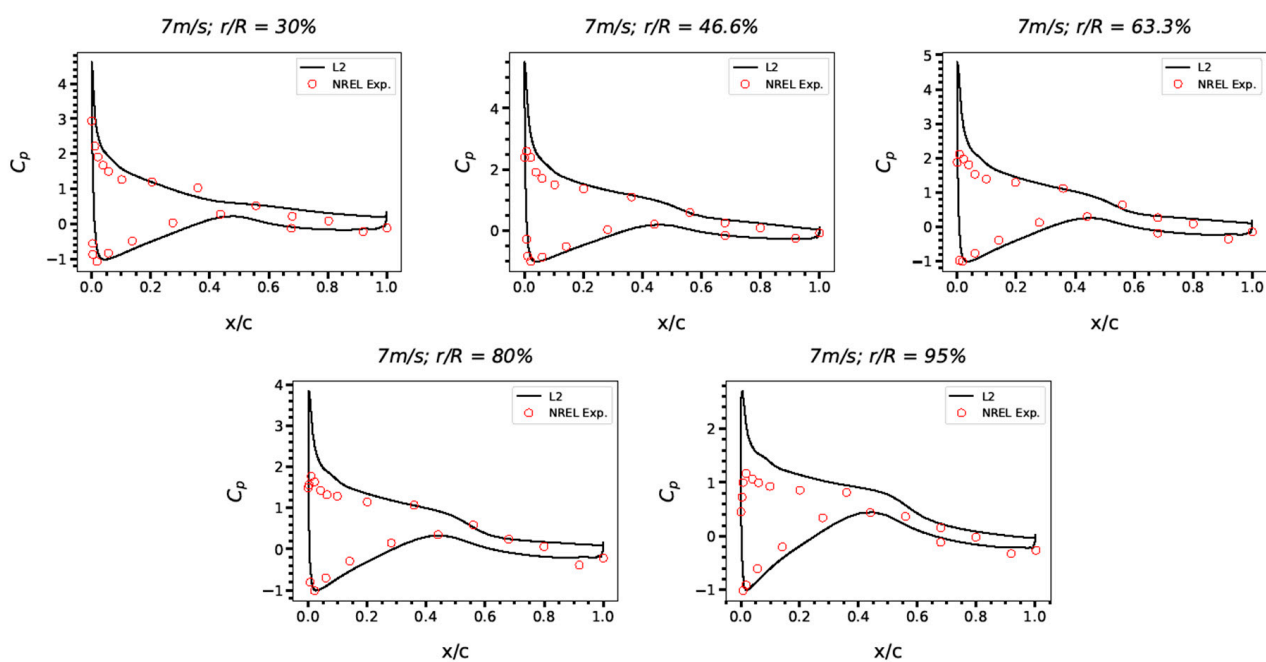 7m/s; r/R = 30%
7m/s; r/R = 46.6%
7m/s; r/R = 63.3%
L2
NREL Exp.
L2
NREL Exp.
L2
NREL Exp.
Cp
4
3
2
1
0
−1
Cp
4
2
0
Cp
5
4
3
2
1
0
−1
0.0 0.2 0.4 0.6 0.8 1.0
0.0 0.2 0.4 0.6 0.8 1.0
0.0 0.2 0.4 0.6 0.8 1.0
x/c
x/c
x/c
7m/s; r/R = 80%
7m/s; r/R = 95%
L2
NREL Exp.
L2
NREL Exp.
Cp
4
3
2
1
0
−1
Cp
2
1
0
−1
0.0 0.2 0.4 0.6 0.8 1.0
0.0 0.2 0.4 0.6 0.8 1.0
x/c
x/c